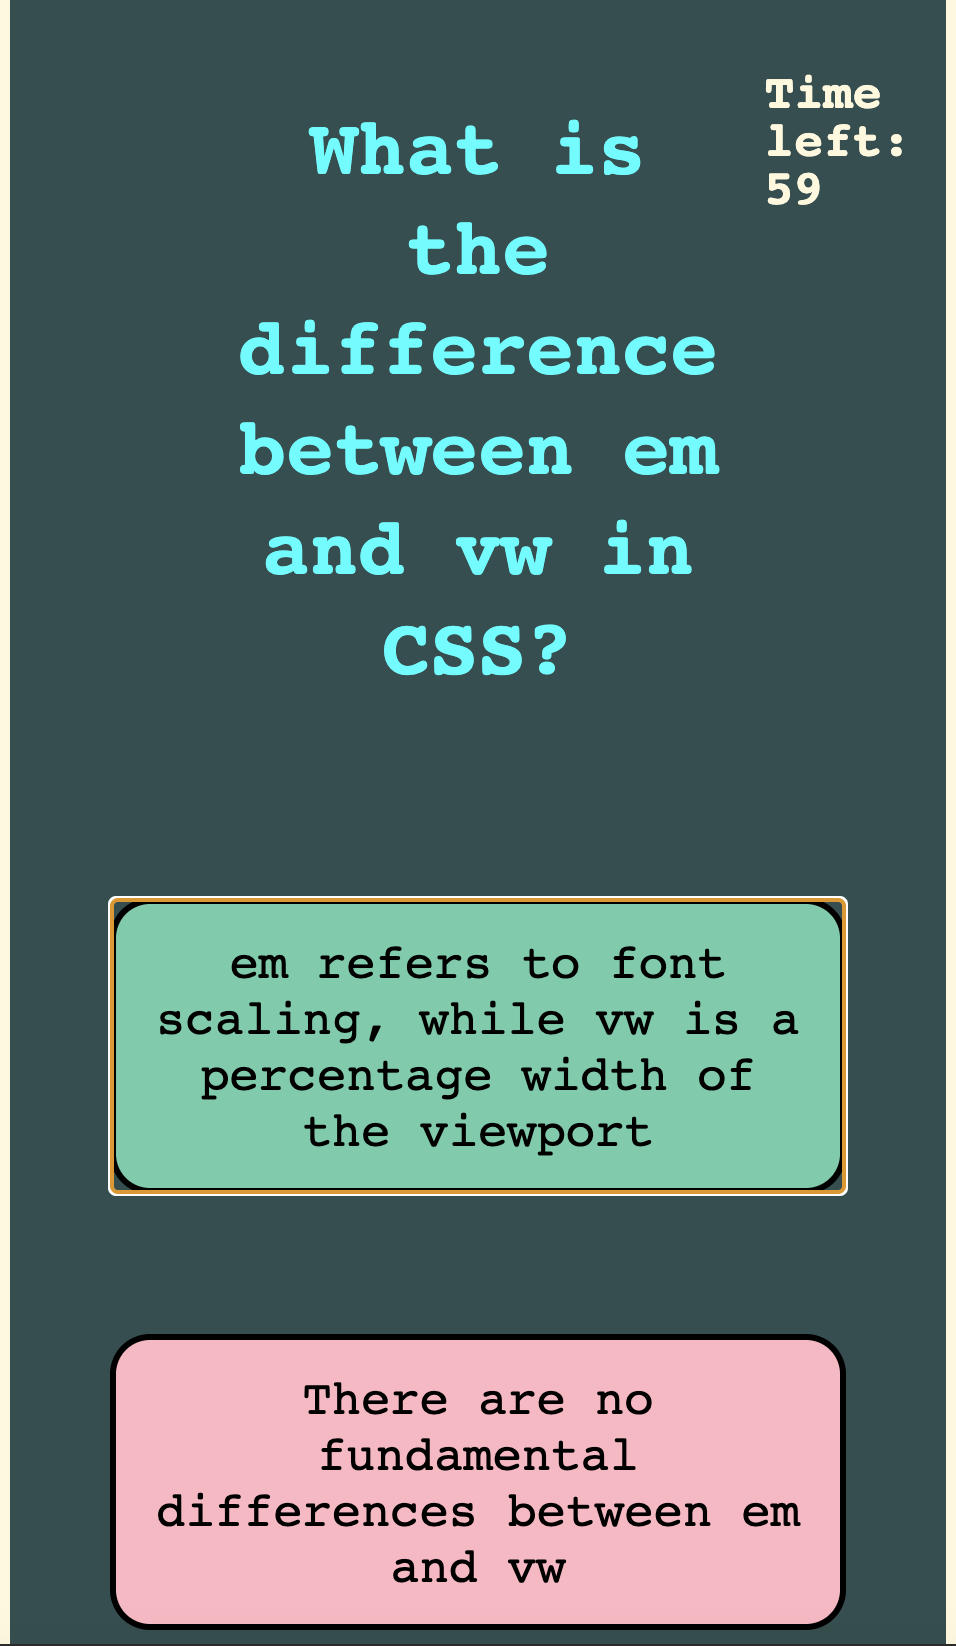 Time
left:
59
What is
the
difference
between em
and vw in
CSS?
em refers to font
scaling, while vw is a
percentage width of
the viewport
There are no
fundamental
differences between em
and vw